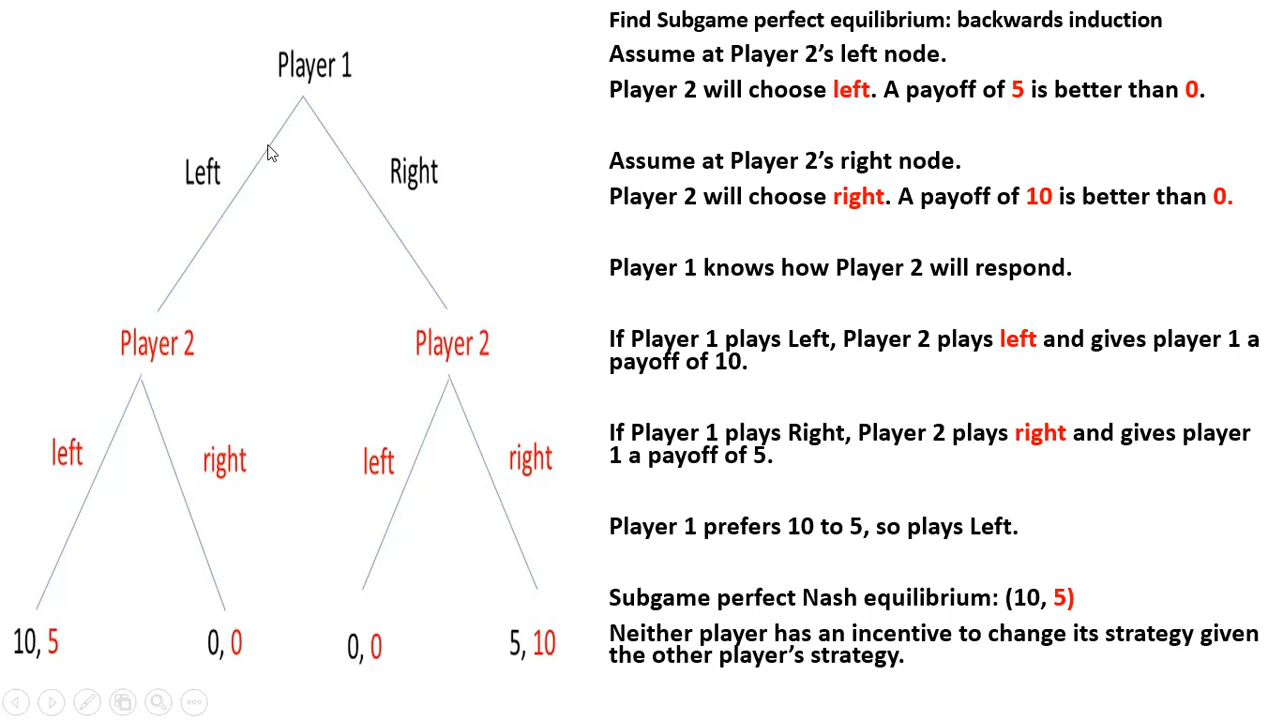 Player 1
Left
Right
Player 2
Player 2
left
right
left
right
10, 5
0, 0
0, 0
5, 10
Find Subgame perfect equilibrium: backwards induction
Assume at Player 2’s left node.
Player 2 will choose left. A payoff of 5 is better than 0.
Assume at Player 2’s right node.
Player 2 will choose right. A payoff of 10 is better than 0.
Player 1 knows how Player 2 will respond.
If Player 1 plays Left, Player 2 plays left and gives player 1 a
payoff of 10.
If Player 1 plays Right, Player 2 plays right and gives player
1 a payoff of 5.
Player 1 prefers 10 to 5, so plays Left.
Subgame perfect Nash equilibrium: (10, 5)
Neither player has an incentive to change its strategy given
the other player’s strategy.